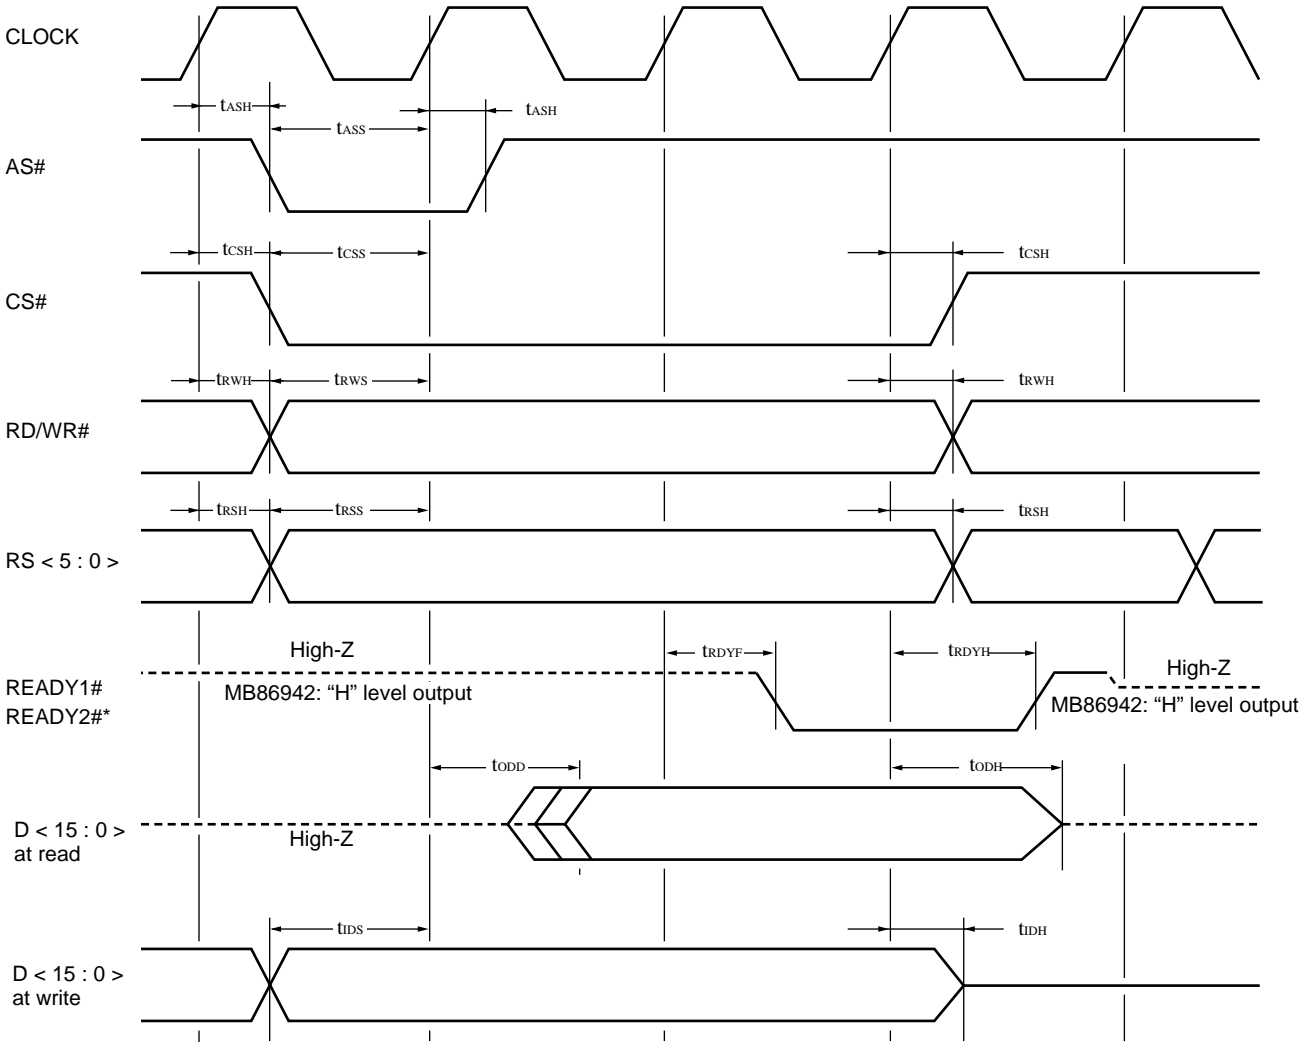 CLOCK
tASH
tASS
tASH
AS#
tCSH
tCSS
tCSH
CS#
tRWH
tRWS
tRWH
RD/WR#
tRSH
tRSS
tRSH
RS < 5 : 0 >
High-Z
tRDYF
tRDYH
High-Z
READY1#
MB86942: “H” level output
MB86942: “H” level output
READY2#*
tODD
tODH
D < 15 : 0 >
at read
High-Z
tIDS
tIDH
D < 15 : 0 >
at write